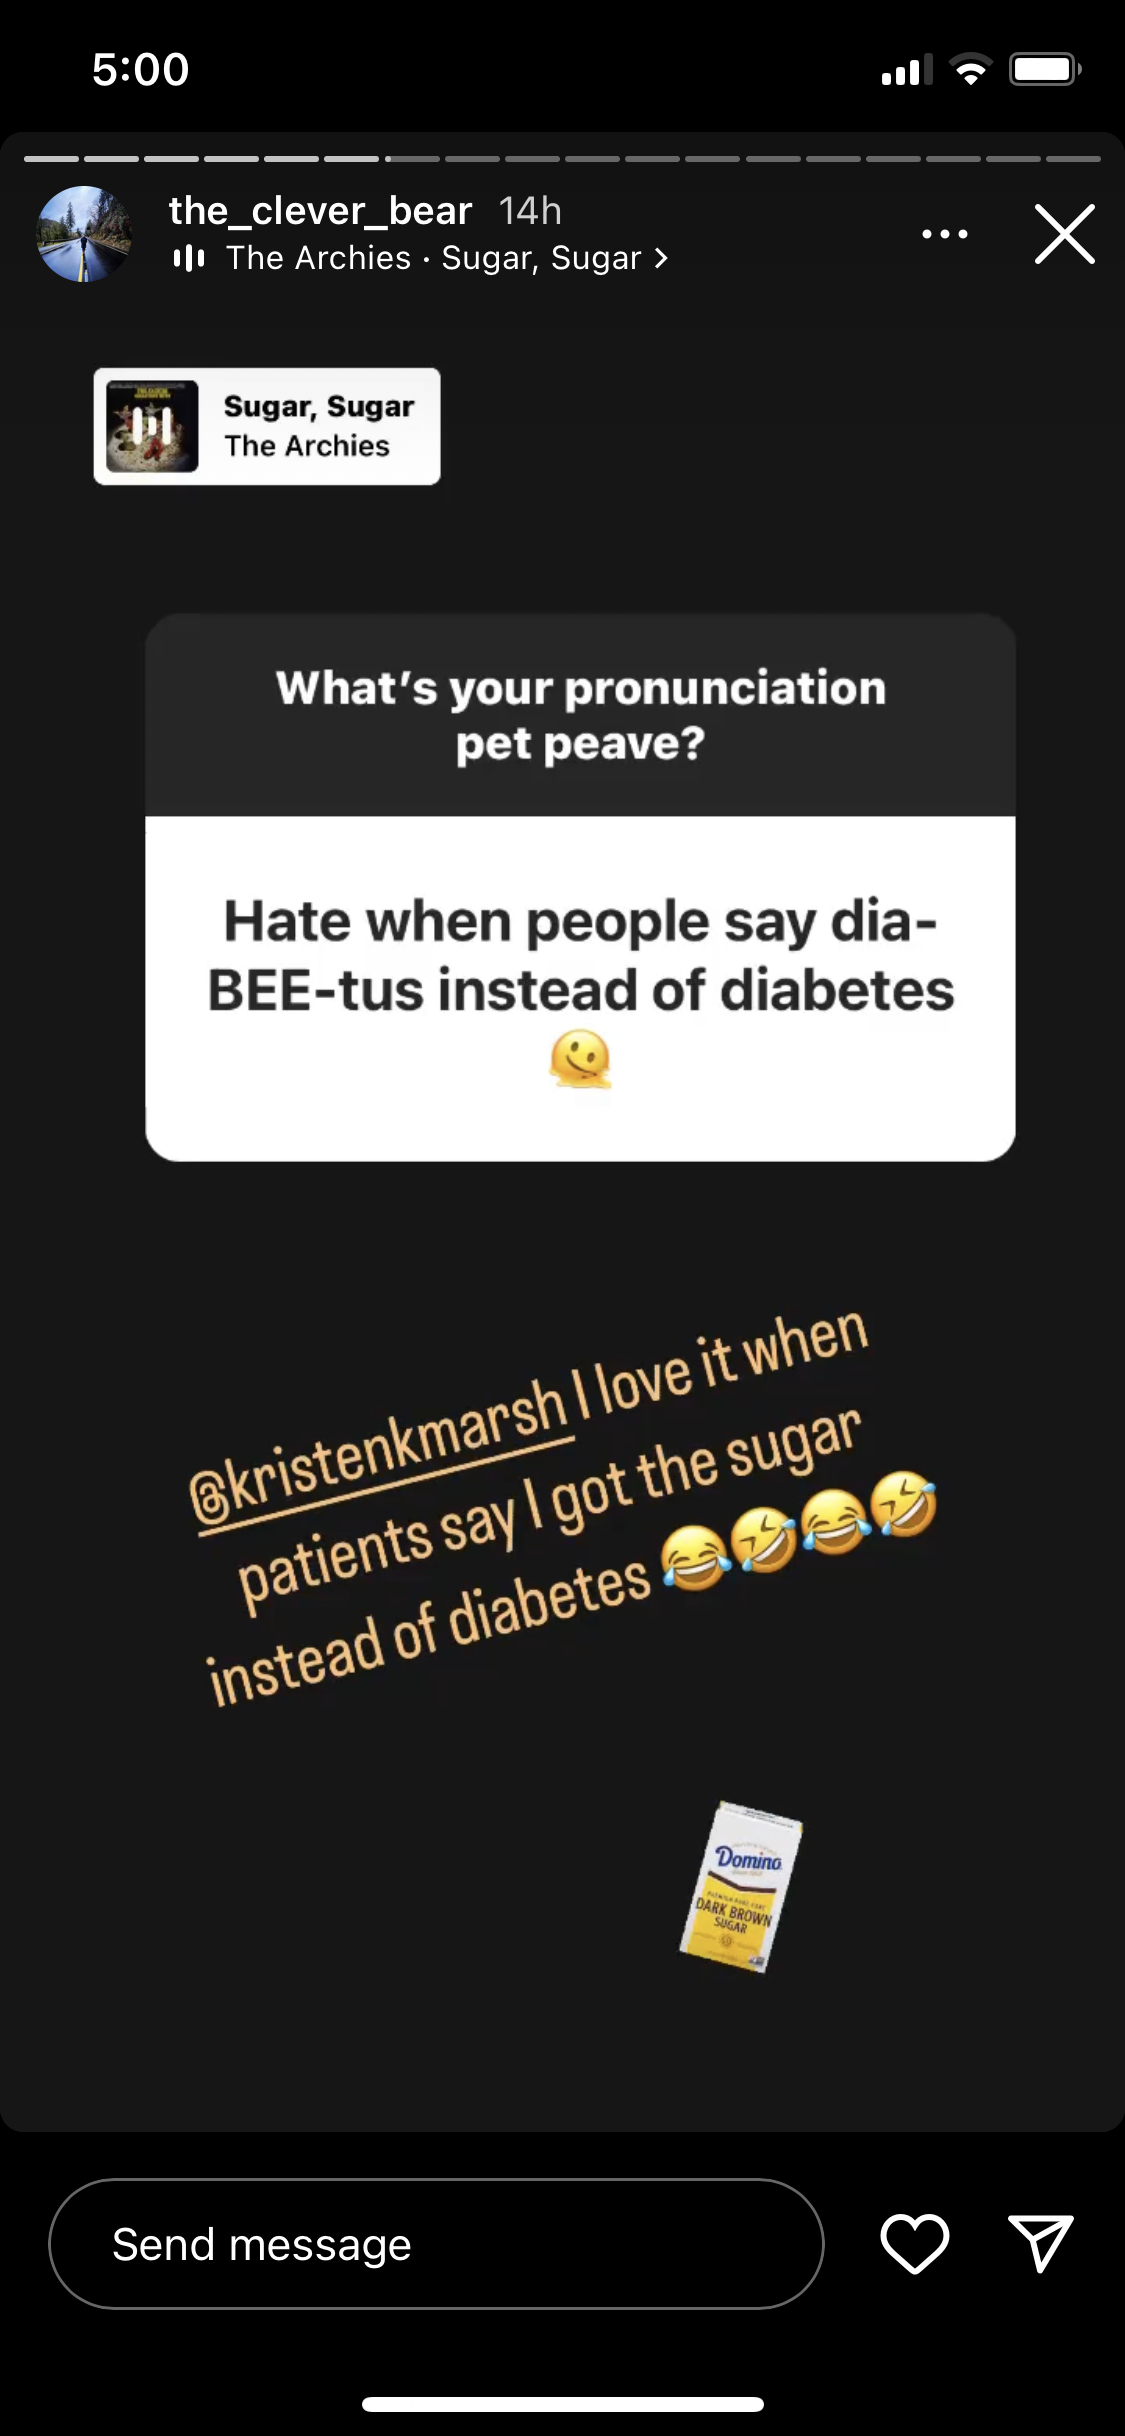 5:00
the_clever_bear 14h
The Archies · Sugar, Sugar >
Sugar, Sugar
The Archies
What's your pronunciation
pet peave?
Hate when people say dia-
BEE-tus instead of diabetes
🫠
@kristenkmarsh I love it when
patients say I got the sugar
instead of diabetes 😂🤣😂🤣
Domino
DARK BROWN
SUGAR
Send message